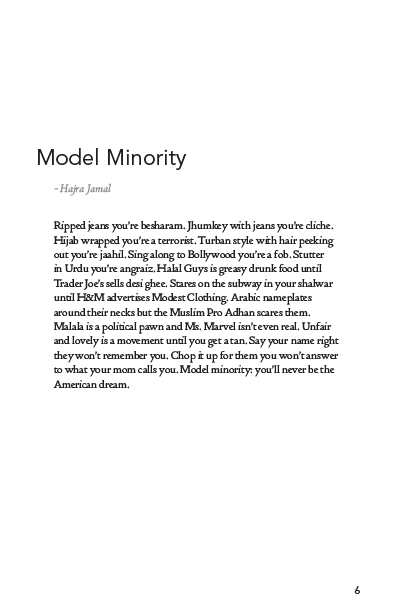 Model Minority
- Hajra Jamal
Ripped jeans you're besharam. Jhumkey with jeans you're cliche.
Hijab wrapped you're a terrorist. Turban style with hair peeking
out you're jaahil. Sing along to Bollywood you're a fob. Stutter
in Urdu you're angraiz. Halal Guys is greasy drunk food until
Trader Joe's sells desi ghee. Stares on the subway in your shalwar
until H&M advertises Modest Clothing. Arabic nameplates
around their necks but the Muslim Pro Adhan scares them.
Malala is a political pawn and Ms. Marvel isn't even real. Unfair
and lovely is a movement until you get a tan. Say your name right
they won't remember you. Chop it up for them you won't answer
to what your mom calls you. Model minority: you'll never be the
American dream.
6